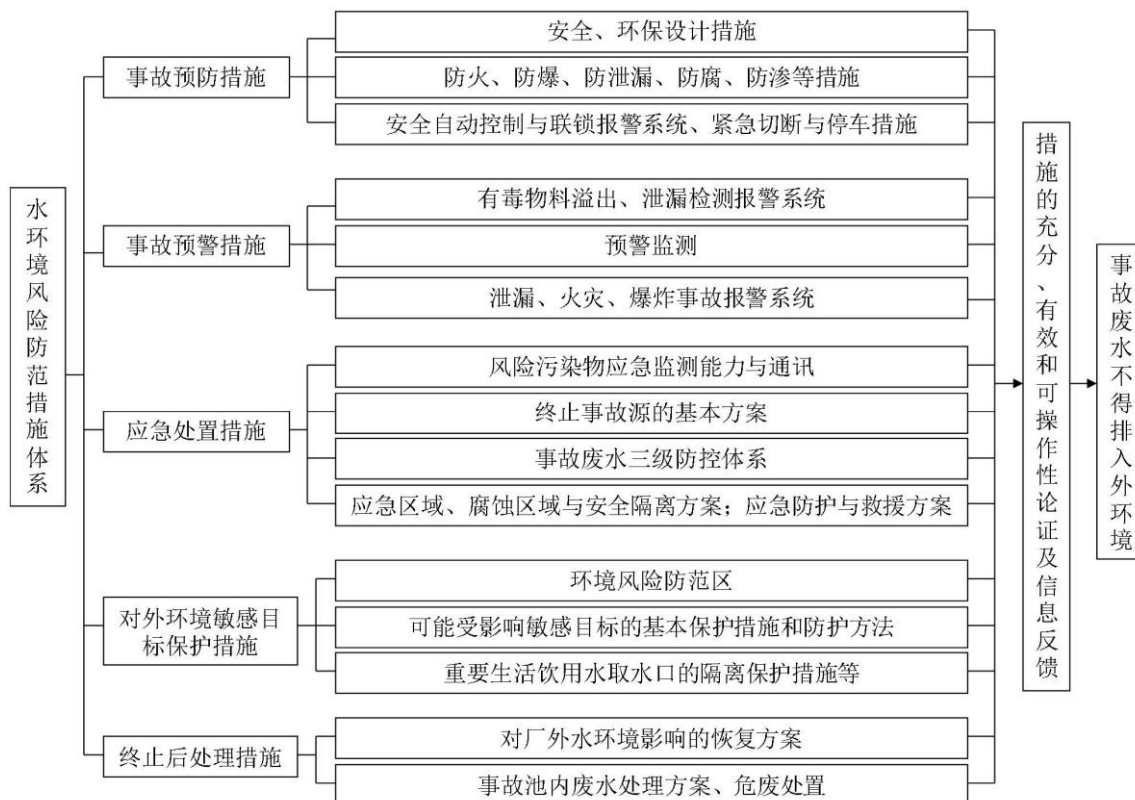 水环境风险防范措施体系
事故预防措施
安全、环保设计措施
防火、防爆、防泄漏、防腐、防渗等措施
安全自动控制与联锁报警系统、紧急切断与停车措施
事故预警措施
有毒物料溢出、泄漏检测报警系统
预警监测
泄漏、火灾、爆炸事故报警系统
应急处置措施
风险污染物应急监测能力与通讯
终止事故源的基本方案
事故废水三级防控体系
应急区域、腐蚀区域与安全隔离方案；应急防护与救援方案
对外环境敏感目
标保护措施
环境风险防范区
可能受影响敏感目标的基本保护措施和防护方法
重要生活饮用水取水口的隔离保护措施等
终止后处理措施
对厂外水环境影响的恢复方案
事故池内废水处理方案、危废处置
措施的充分、有效和可操作性论证及信息反馈
事故废水不得排入外环境